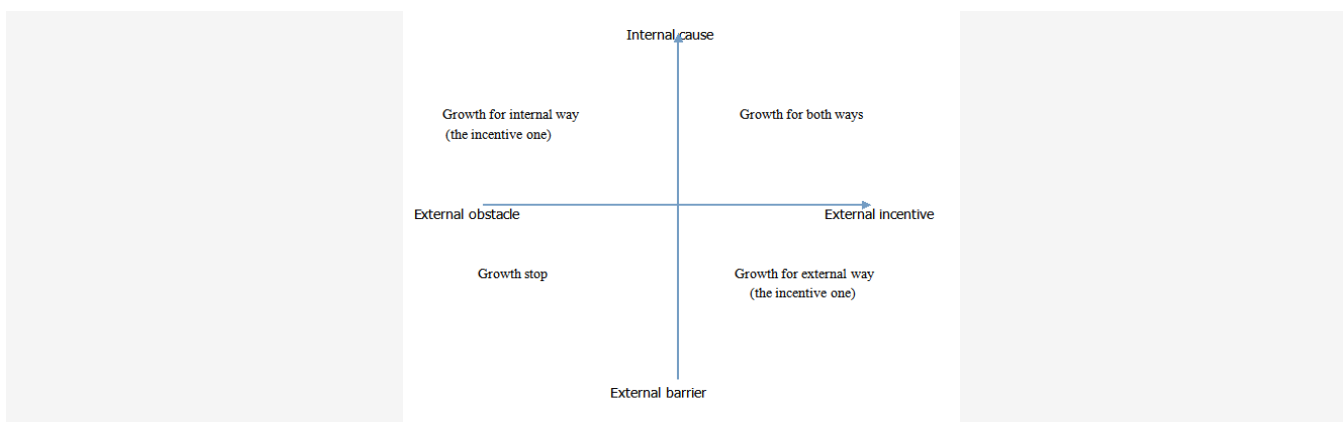 Internal cause
Growth for internal way
(the incentive one)
Growth for both ways
External obstacle
External incentive
Growth stop
Growth for external way
(the incentive one)
External barrier